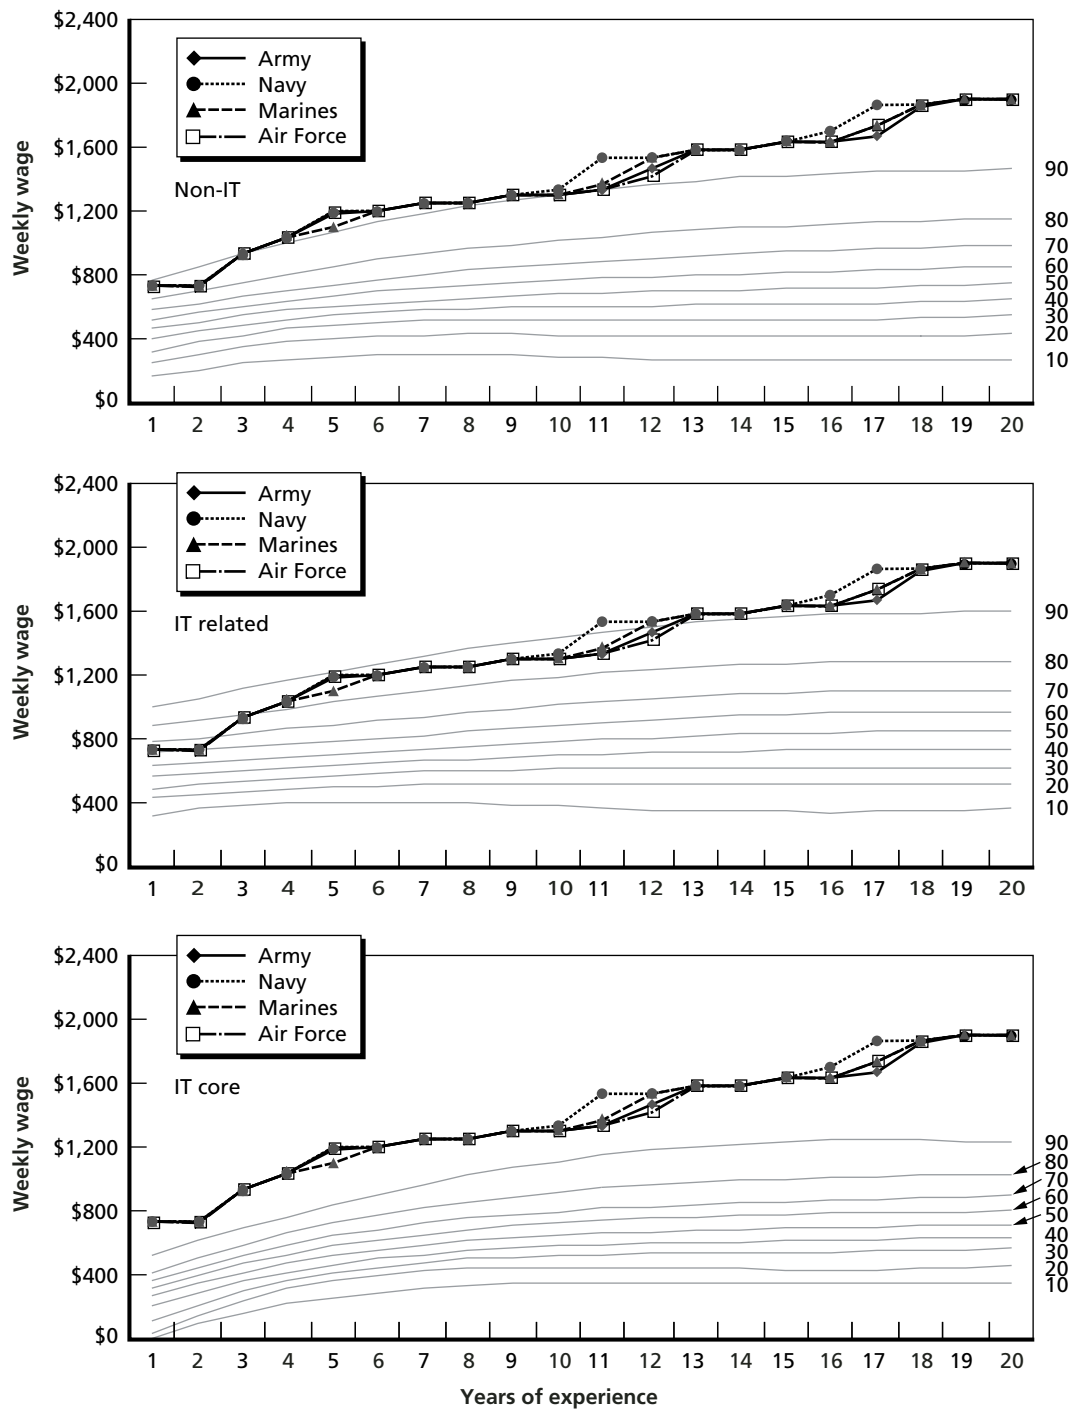 $2,400
$2,000
$1,600
$1,200
$800
$400
$0
Weekly wage
Army
Navy
Marines
Air Force
Non-IT
90
80
70
60
50
40
30
20
10
1 2 3 4 5 6 7 8 9 10 11 12 13 14 15 16 17 18 19 20
$2,400
$2,000
$1,600
$1,200
$800
$400
$0
Weekly wage
Army
Navy
Marines
Air Force
IT related
90
80
70
60
50
40
30
20
10
1 2 3 4 5 6 7 8 9 10 11 12 13 14 15 16 17 18 19 20
$2,400
$2,000
$1,600
$1,200
$800
$400
$0
Weekly wage
Army
Navy
Marines
Air Force
IT core
90
80
70
60
50
40
30
20
10
1 2 3 4 5 6 7 8 9 10 11 12 13 14 15 16 17 18 19 20
Years of experience